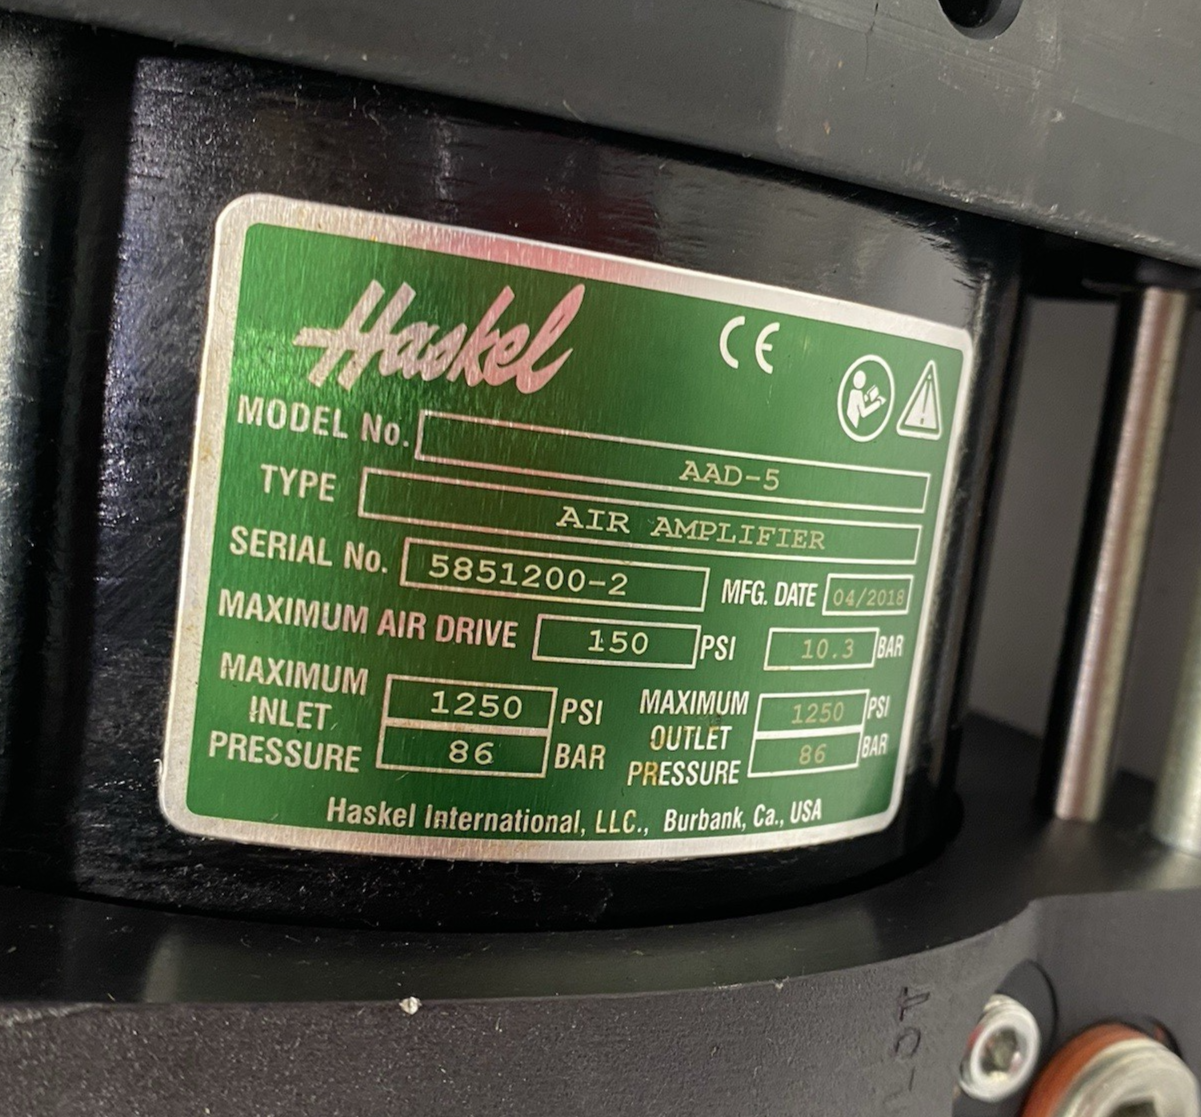 Haskel
CE
MODEL No. AAD-5
TYPE AIR AMPLIFIER
SERIAL No. 5851200-2 MFG. DATE 04/2018
MAXIMUM AIR DRIVE 150 PSI 10.3 BAR
MAXIMUM INLET PRESSURE 1250 PSI 86 BAR
MAXIMUM OUTLET PRESSURE 1250 PSI 86 BAR
Haskel International, LLC., Burbank, Ca., USA